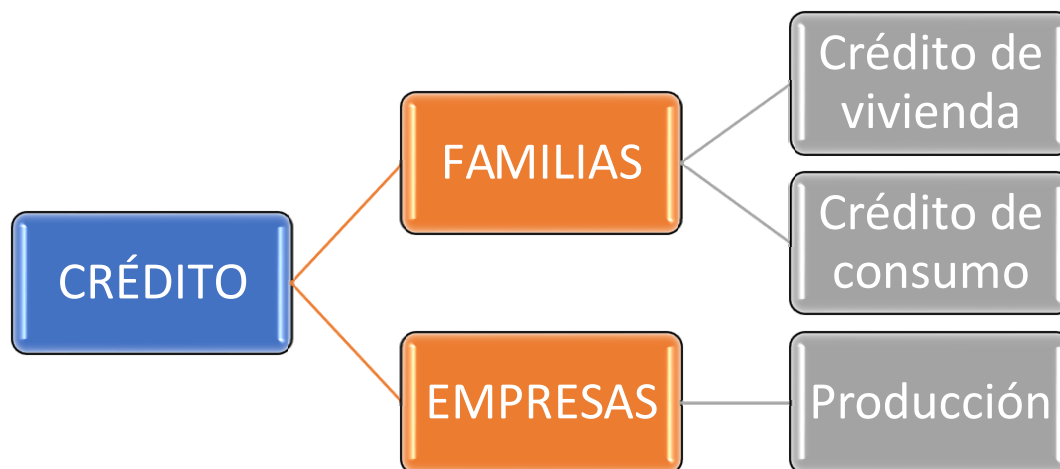 CRÉDITO
FAMILIAS
Crédito de
vivienda
Crédito de
consumo
EMPRESAS
Producción